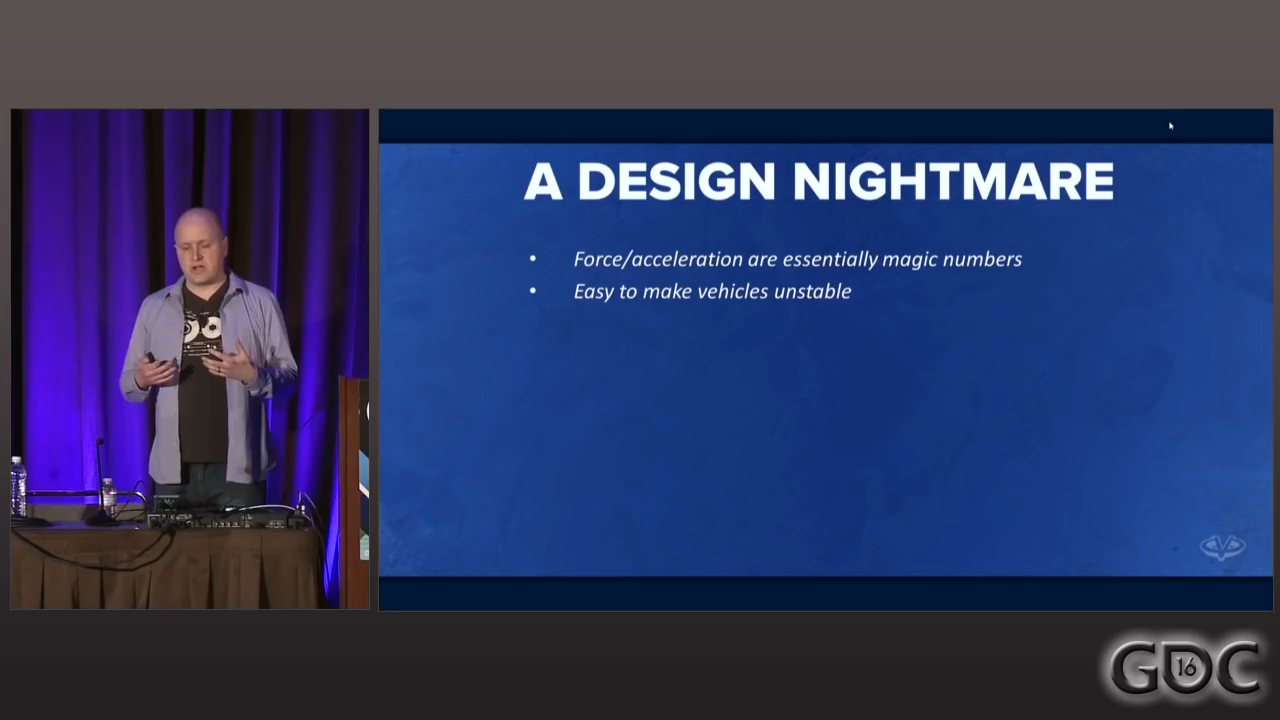 A DESIGN NIGHTMARE
• Force/acceleration are essentially magic numbers
• Easy to make vehicles unstable
GDC
16